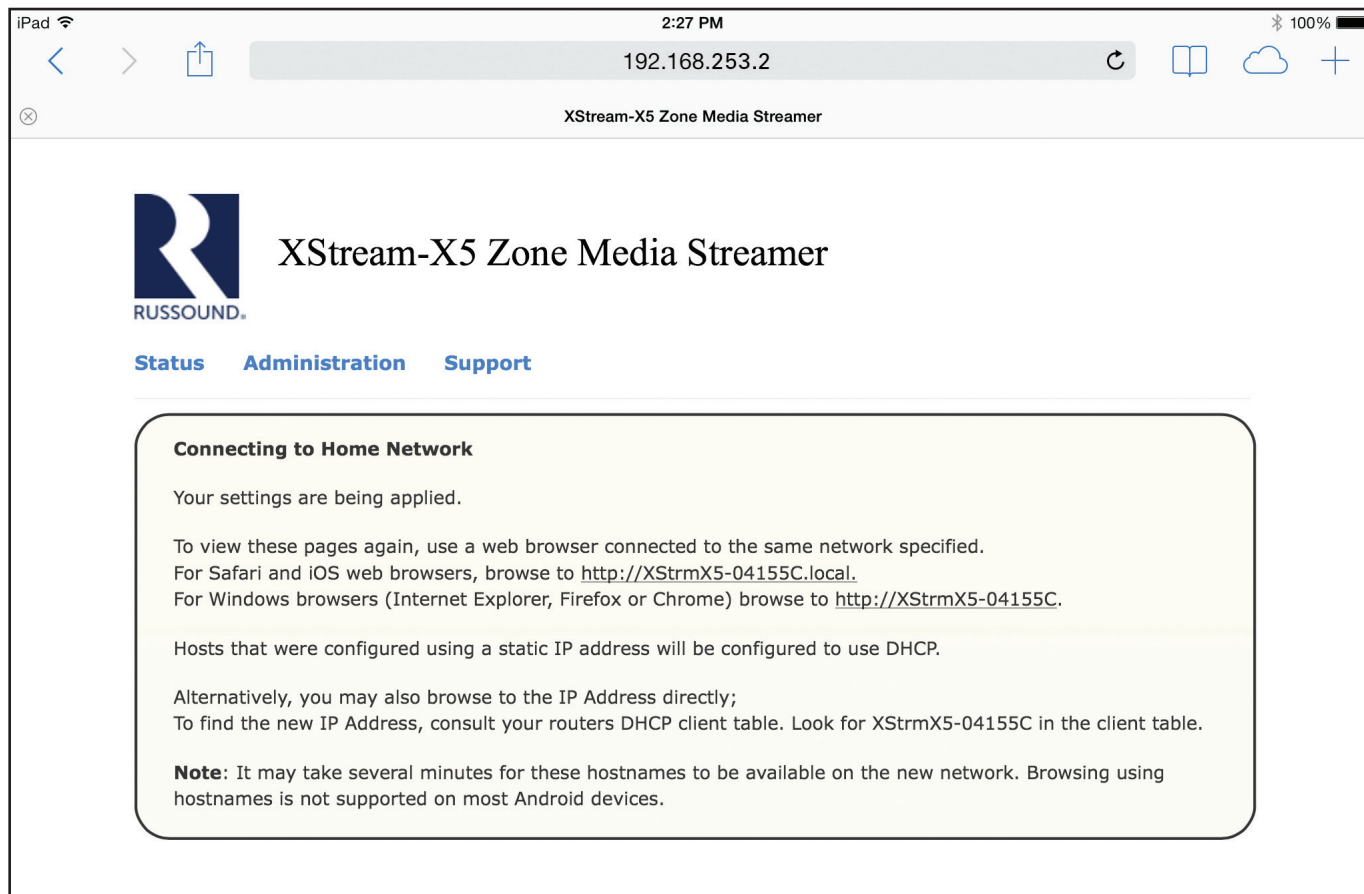 iPad 2:27 PM 100%
192.168.253.2
XStream-X5 Zone Media Streamer
XStream-X5 Zone Media Streamer
RUSSOUND®
Status Administration Support
Connecting to Home Network
Your settings are being applied.
To view these pages again, use a web browser connected to the same network specified.
For Safari and iOS web browsers, browse to http://XStrmX5-04155C.local.
For Windows browsers (Internet Explorer, Firefox or Chrome) browse to http://XStrmX5-04155C.
Hosts that were configured using a static IP address will be configured to use DHCP.
Alternatively, you may also browse to the IP Address directly;
To find the new IP Address, consult your routers DHCP client table. Look for XStrmX5-04155C in the client table.
Note: It may take several minutes for these hostnames to be available on the new network. Browsing using
hostnames is not supported on most Android devices.